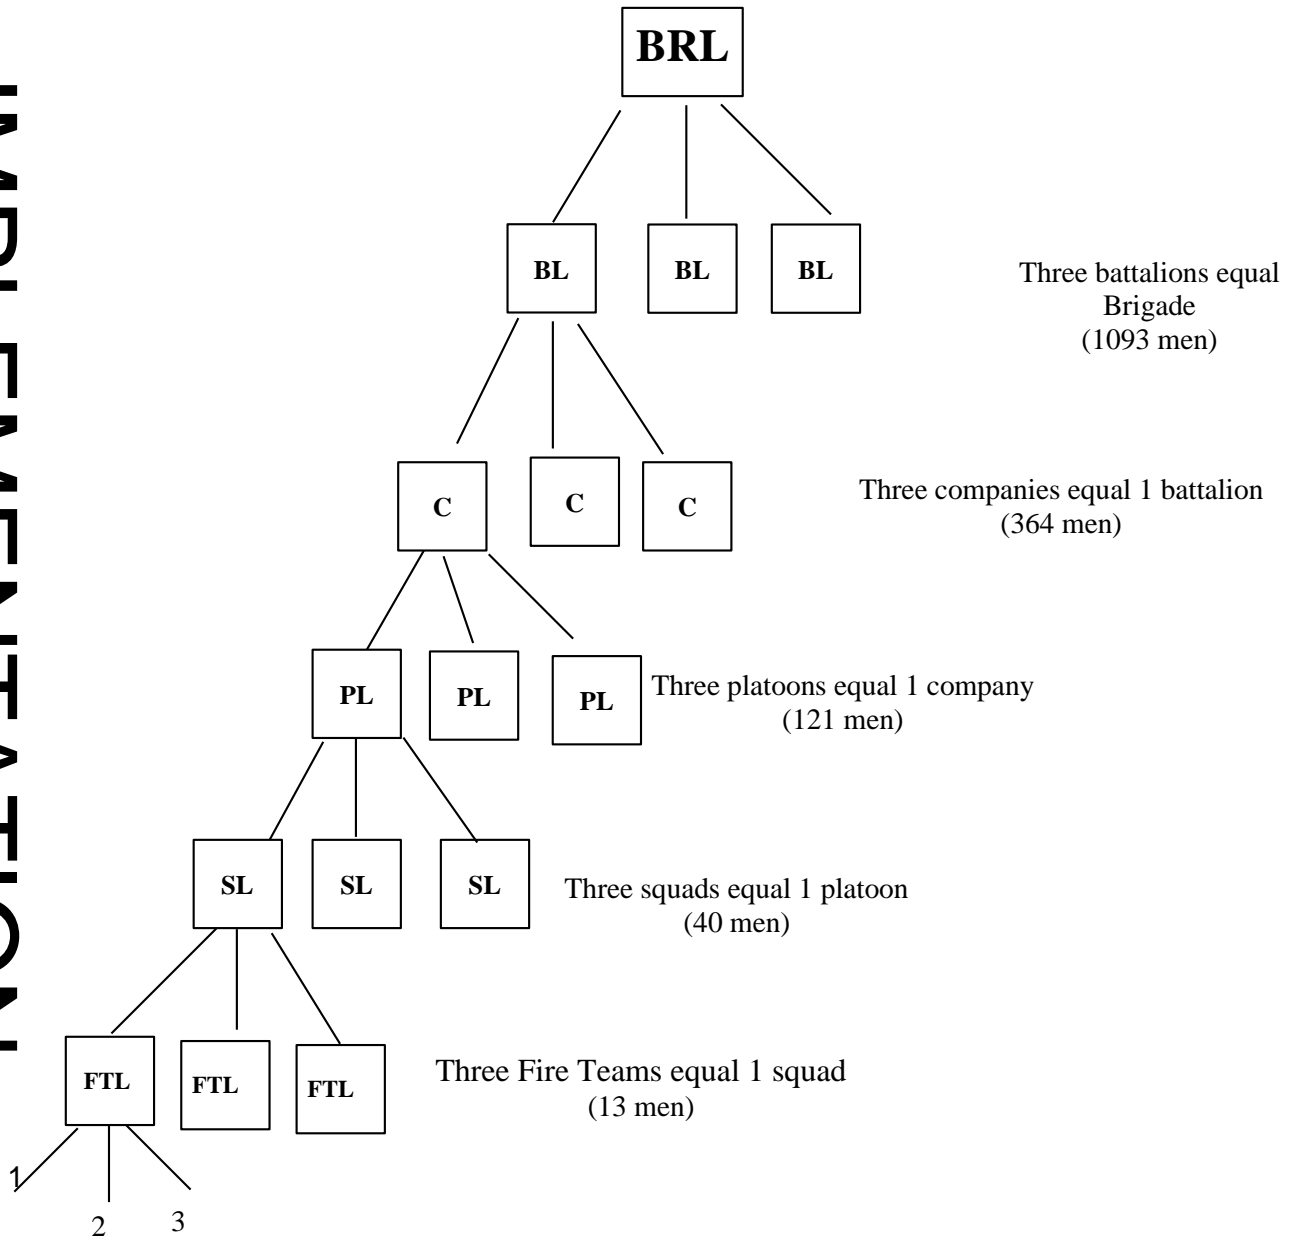 BRL
BL BL BL
Three battalions equal
Brigade
(1093 men)
C C C
Three companies equal 1 battalion
(364 men)
PL PL PL
Three platoons equal 1 company
(121 men)
SL SL SL
Three squads equal 1 platoon
(40 men)
FTL FTL FTL
Three Fire Teams equal 1 squad
(13 men)
1
2 3
IMPLEMENTATION